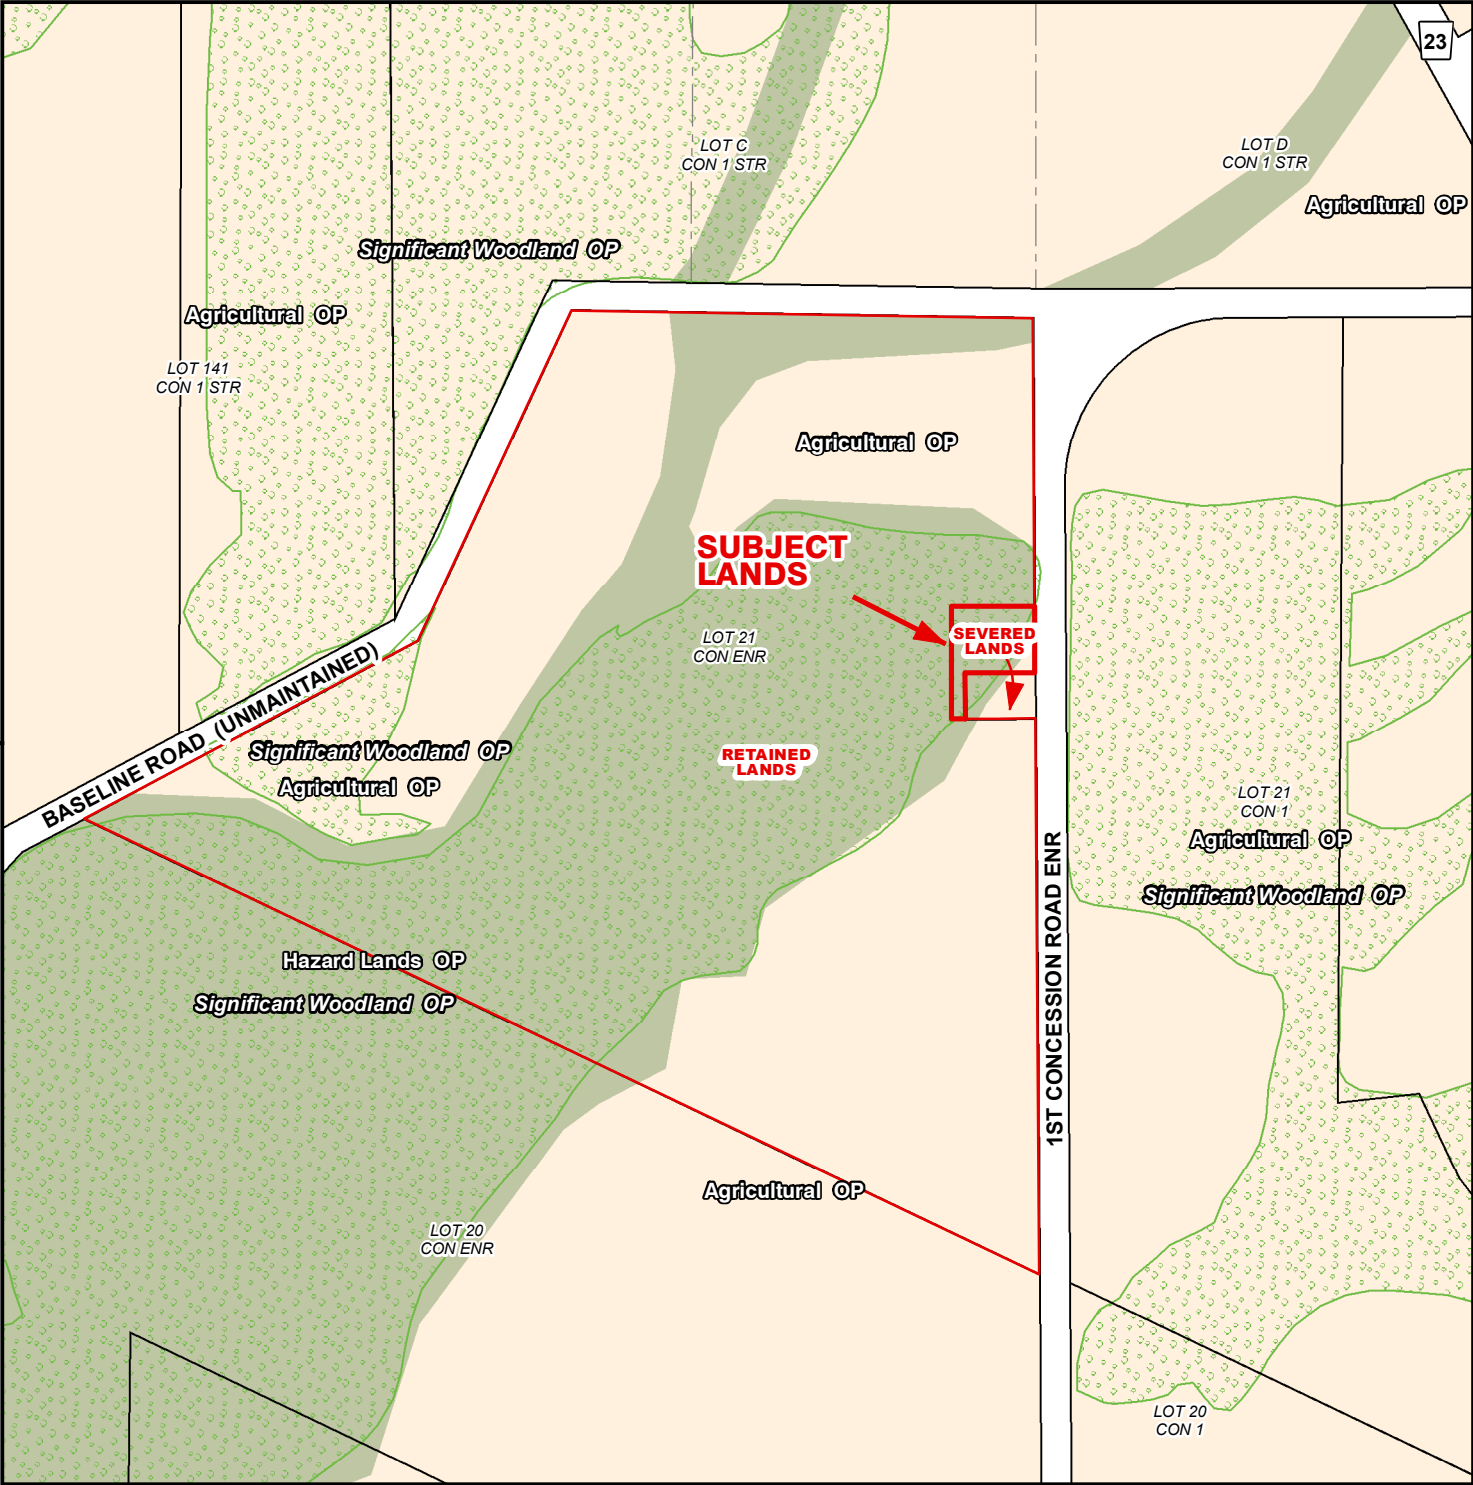 23
LOT C
CON 1 STR
LOT D
CON 1 STR
Agricultural OP
Significant Woodland OP
Agricultural OP
LOT 141
CON 1 STR
Agricultural OP
SUBJECT
LANDS
SEVERED
LANDS
LOT 21
CON ENR
BASELINE ROAD (UNMAINTAINED)
Significant Woodland OP
Agricultural OP
RETAINED
LANDS
LOT 21
CON 1
Agricultural OP
Significant Woodland OP
1ST CONCESSION ROAD ENR
Hazard Lands OP
Significant Woodland OP
Agricultural OP
LOT 20
CON ENR
LOT 20
CON 1